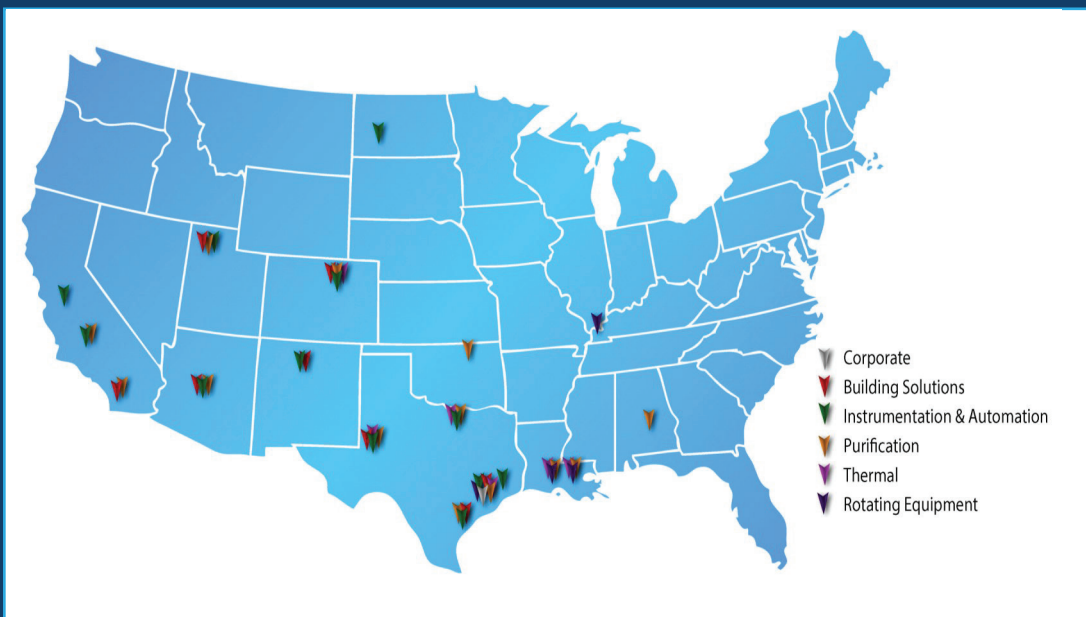 Corporate
Building Solutions
Instrumentation & Automation
Purification
Thermal
Rotating Equipment